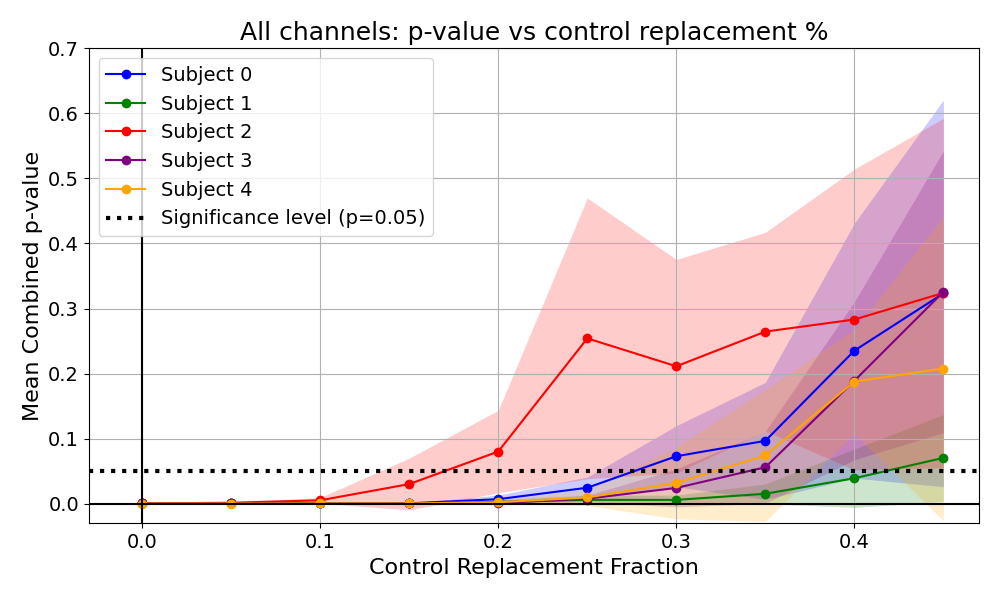 All channels: p-value vs control replacement %
0.7
0.6
0.5
0.4
0.3
0.2
0.1
0.0
Mean Combined p-value
Subject 0
Subject 1
Subject 2
Subject 3
Subject 4
Significance level (p=0.05)
0.0 0.1 0.2 0.3 0.4
Control Replacement Fraction